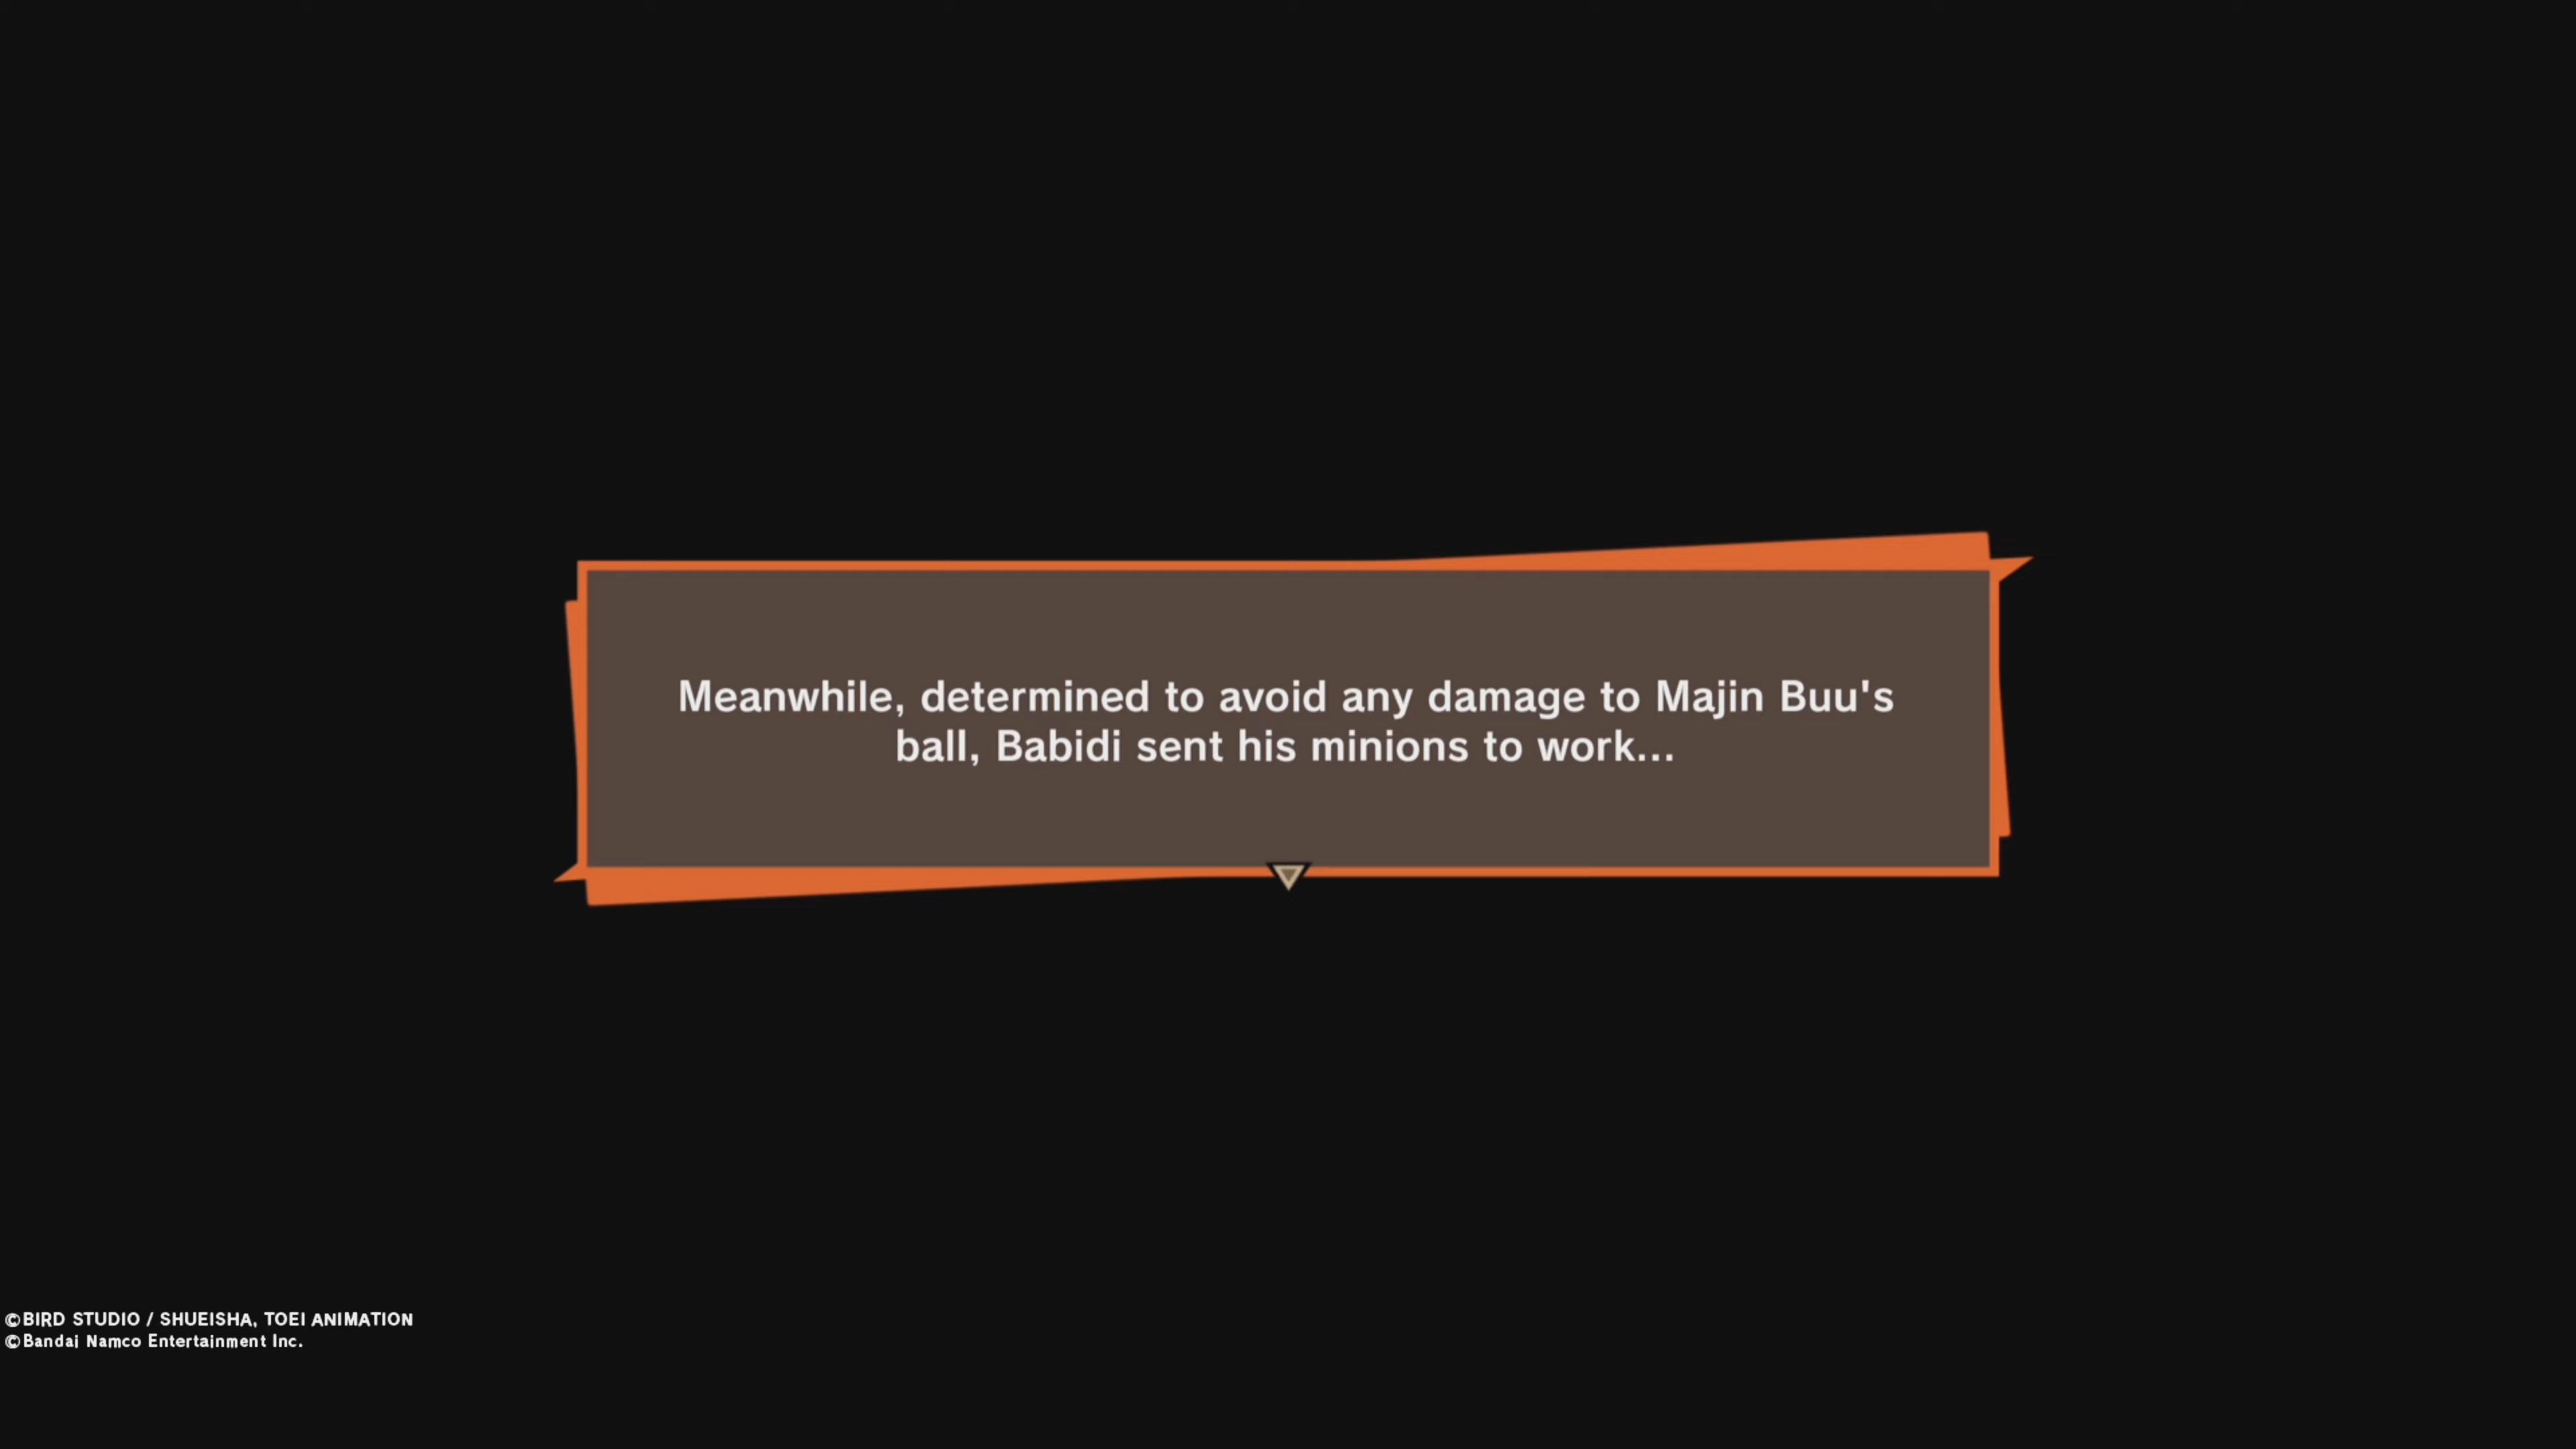 Meanwhile, determined to avoid any damage to Majin Buu's
ball, Babidi sent his minions to work...
©BIRD STUDIO / SHUEISHA, TOEI ANIMATION
©Bandai Namco Entertainment Inc.